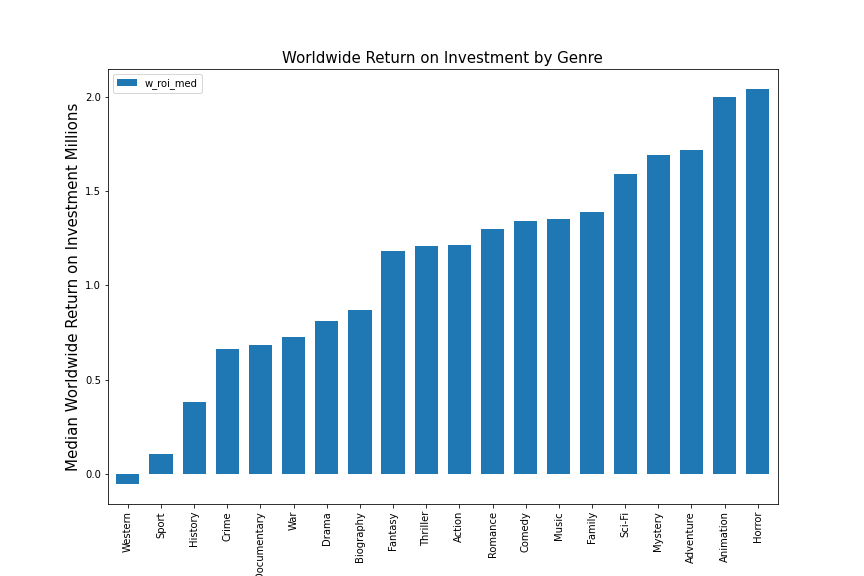 Worldwide Return on Investment by Genre
w_roi_med
Median Worldwide Return on Investment Millions
2.0
1.5
1.0
0.5
0.0
Western
Sport
History
Crime
Documentary
War
Drama
Biography
Fantasy
Thriller
Action
Romance
Comedy
Music
Family
Sci-Fi
Mystery
Adventure
Animation
Horror